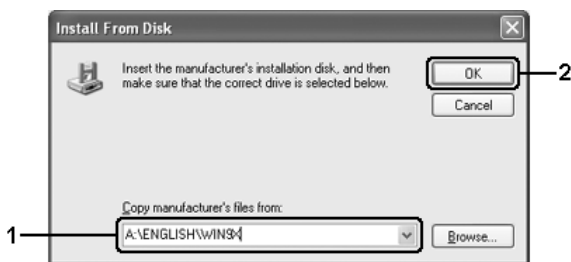 Install From Disk
Insert the manufacturer's installation disk, and then
make sure that the correct drive is selected below.
OK
2
Cancel
Copy manufacturer's files from:
1
A:\ENGLISH\WIN9X
Browse...